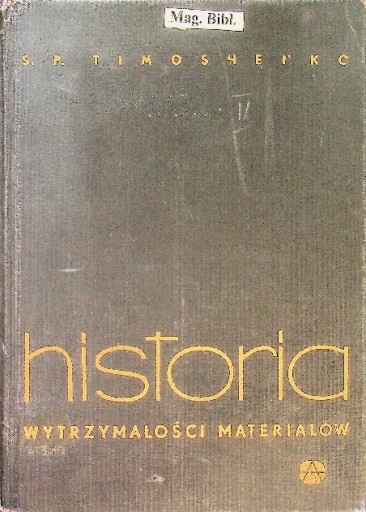 Mag. Bibl.
S. P. TIMOSHENKO
historia
WYTRZYMAŁOŚCI MATERIAŁÓW